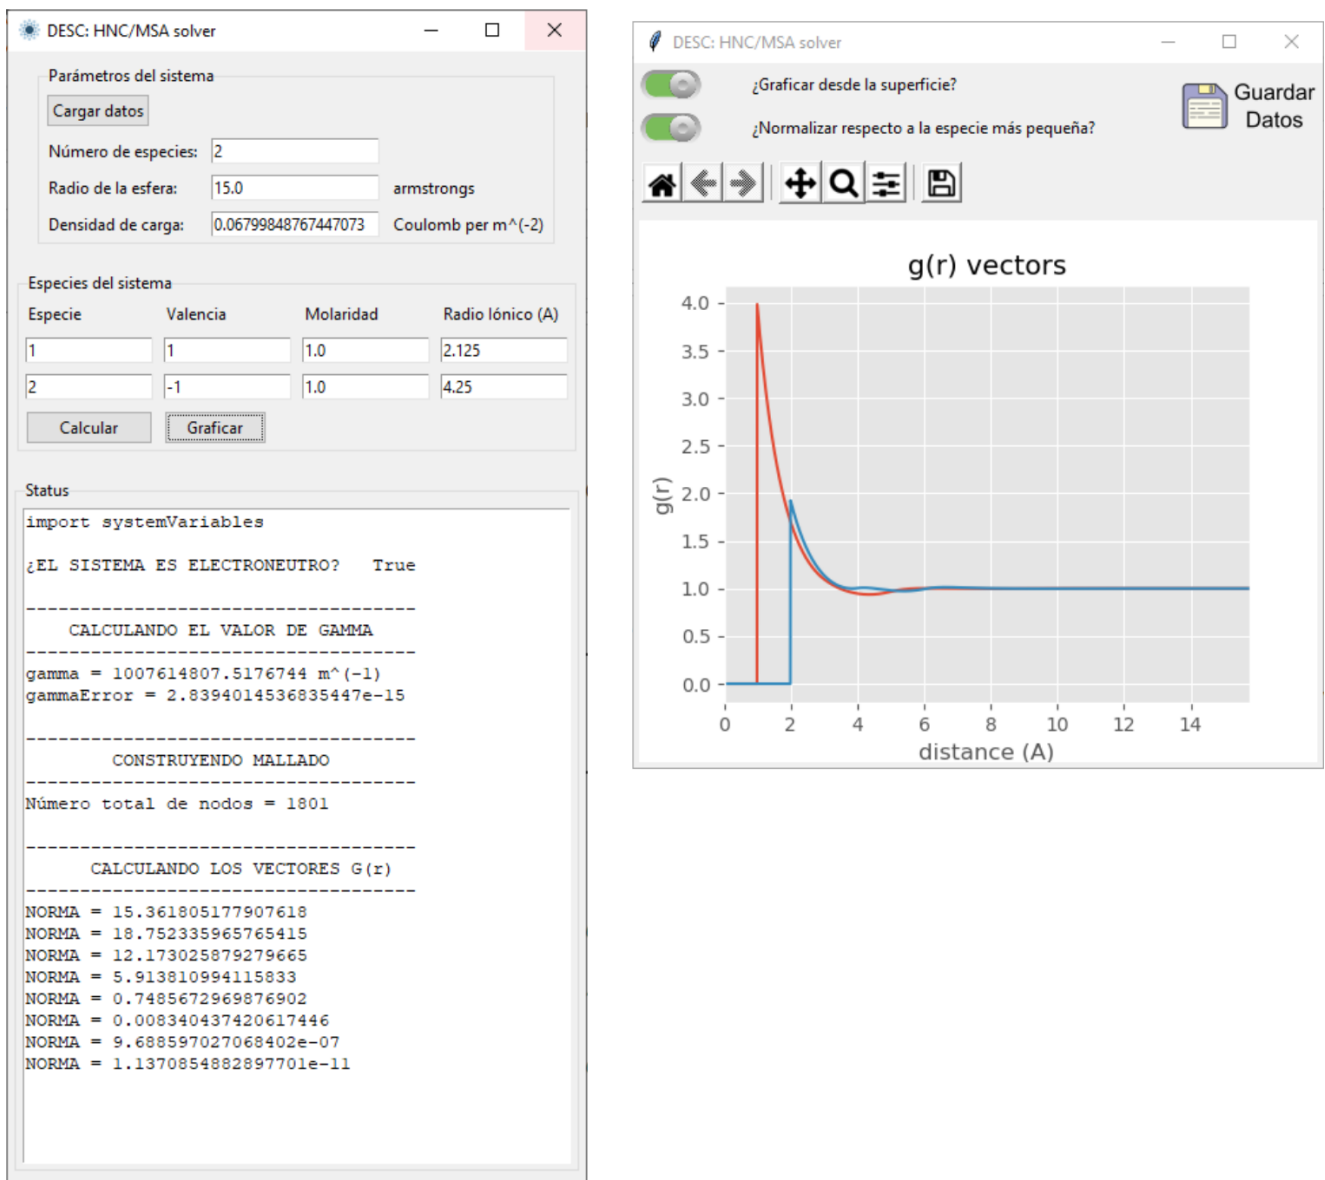 DESC: HNC/MSA solver
Parámetros del sistema
Cargar datos
Número de especies: 2
Radio de la esfera: 15.0 armstrongs
Densidad de carga: 0.06799848767447073 Coulomb per m^(-2)
Especies del sistema
Especie Valencia Molaridad Radio Iónico (A)
1 1 1.0 2.125
2 -1 1.0 4.25
Calcular Graficar
Status
import systemVariables
¿EL SISTEMA ES ELECTRONEUTRO? True
------------------------------------
CALCULANDO EL VALOR DE GAMMA
------------------------------------
gamma = 1007614807.5176744 m^(-1)
gammaError = 2.8394014536835447e-15
------------------------------------
CONSTRUYENDO MALLADO
------------------------------------
Número total de nodos = 1801
------------------------------------
CALCULANDO LOS VECTORES G(r)
------------------------------------
NORMA = 15.361805177907618
NORMA = 18.752335965765415
NORMA = 12.173025879279665
NORMA = 5.913810994115833
NORMA = 0.7485672969876902
NORMA = 0.008340437420617446
NORMA = 9.688597027068402e-07
NORMA = 1.1370854882897701e-11
DESC: HNC/MSA solver
¿Graficar desde la superficie?
¿Normalizar respecto a la especie más pequeña?
Guardar
Datos
g(r) vectors
4.0
3.5
3.0
2.5
2.0
1.5
1.0
0.5
0.0
g(r)
0 2 4 6 8 10 12 14
distance (A)